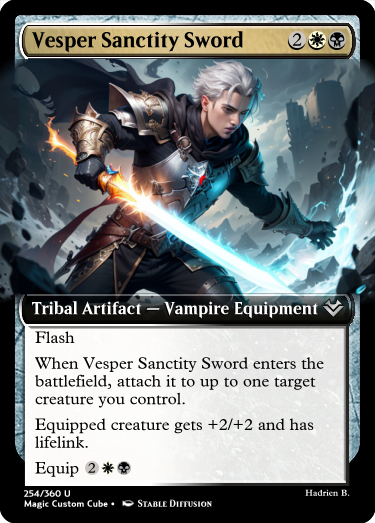 Vesper Sanctity Sword 2
Tribal Artifact — Vampire Equipment
Flash
When Vesper Sanctity Sword enters the
battlefield, attach it to up to one target
creature you control.
Equipped creature gets +2/+2 and has
lifelink.
Equip 2
254/360 U
Magic Custom Cube • Stable Diffusion
Hadrien B.